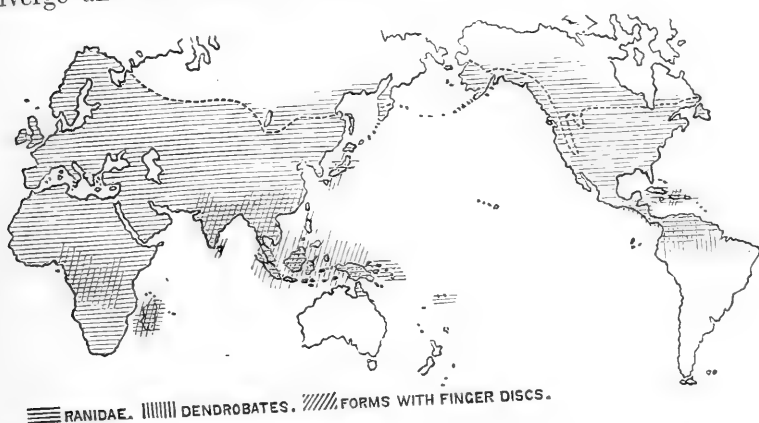 RANIDAE. DENDROBATES. FORMS WITH FINGER DISCS.